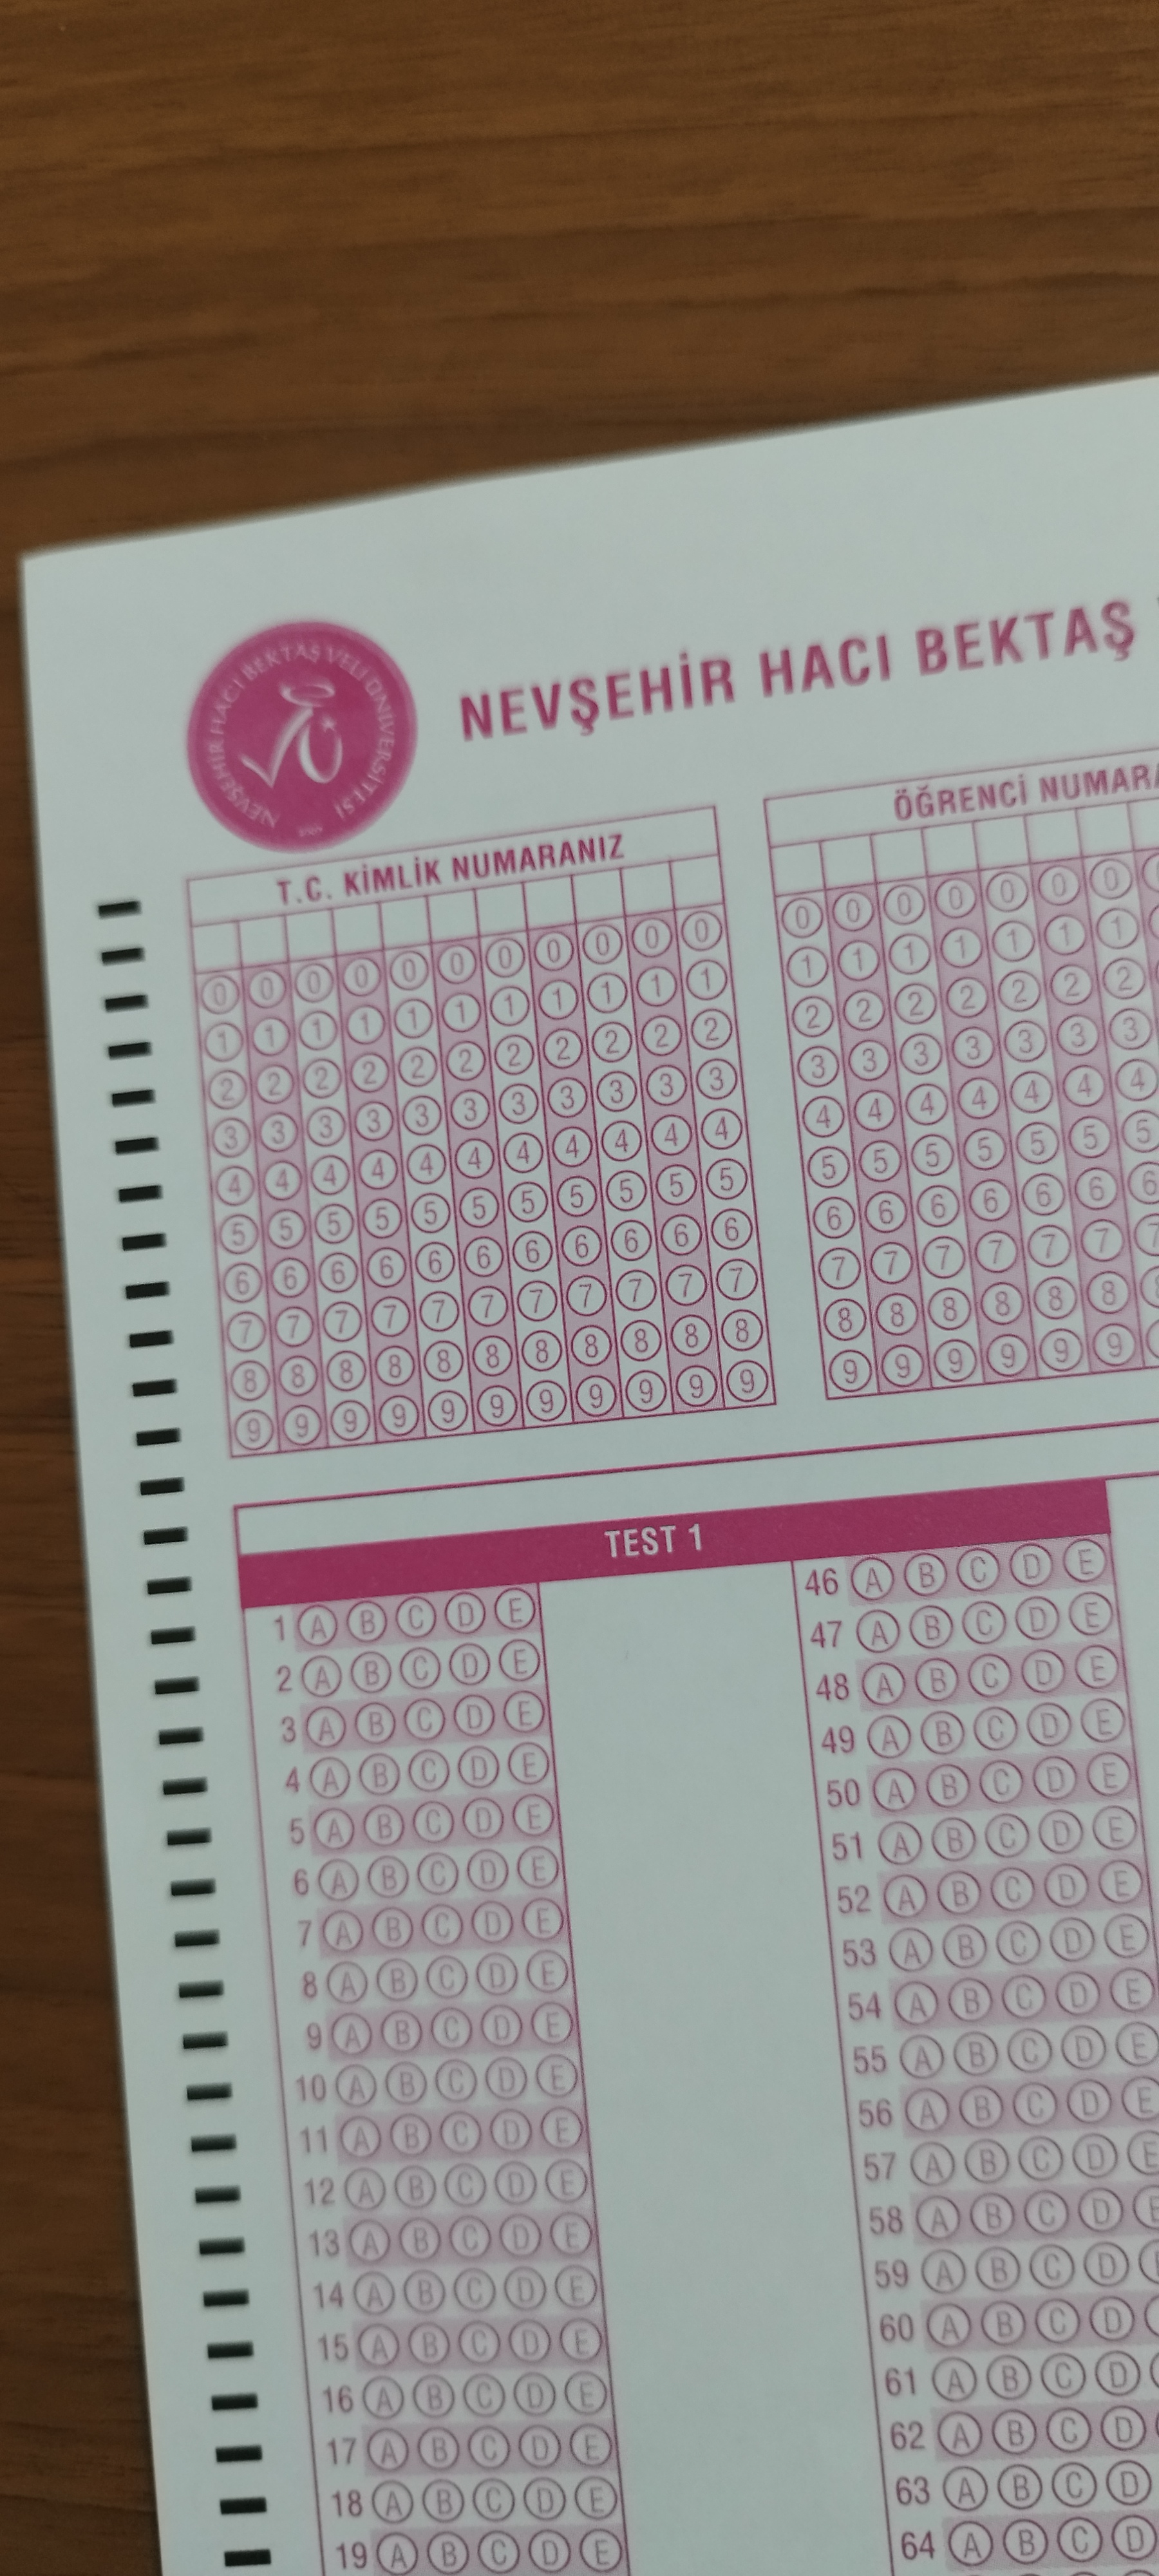 NEVŞEHİR HACI BEKTAŞ VELİ ÜNİVERSİTESİ
NEVŞEHİR HACI BEKTAŞ
T.C. KİMLİK NUMARANIZ
0 0 0 0 0 0 0 0 0 0 0
1 1 1 1 1 1 1 1 1 1 1
2 2 2 2 2 2 2 2 2 2 2
3 3 3 3 3 3 3 3 3 3 3
4 4 4 4 4 4 4 4 4 4 4
5 5 5 5 5 5 5 5 5 5 5
6 6 6 6 6 6 6 6 6 6 6
7 7 7 7 7 7 7 7 7 7 7
8 8 8 8 8 8 8 8 8 8 8
9 9 9 9 9 9 9 9 9 9 9
ÖĞRENCİ NUMARA
0 0 0 0 0 0 0
1 1 1 1 1 1 1
2 2 2 2 2 2 2
3 3 3 3 3 3 3
4 4 4 4 4 4 4
5 5 5 5 5 5 5
6 6 6 6 6 6 6
7 7 7 7 7 7 7
8 8 8 8 8 8
9 9 9 9 9 9
TEST 1
1 A B C D E
2 A B C D E
3 A B C D E
4 A B C D E
5 A B C D E
6 A B C D E
7 A B C D E
8 A B C D E
9 A B C D E
10 A B C D E
11 A B C D E
12 A B C D E
13 A B C D E
14 A B C D E
15 A B C D E
16 A B C D E
17 A B C D E
18 A B C D E
19 A B C D E
46 A B C D E
47 A B C D E
48 A B C D E
49 A B C D E
50 A B C D E
51 A B C D E
52 A B C D E
53 A B C D E
54 A B C D E
55 A B C D E
56 A B C D E
57 A B C D E
58 A B C D E
59 A B C D
60 A B C D
61 A B C D
62 A B C D
63 A B C D
64 A B C D